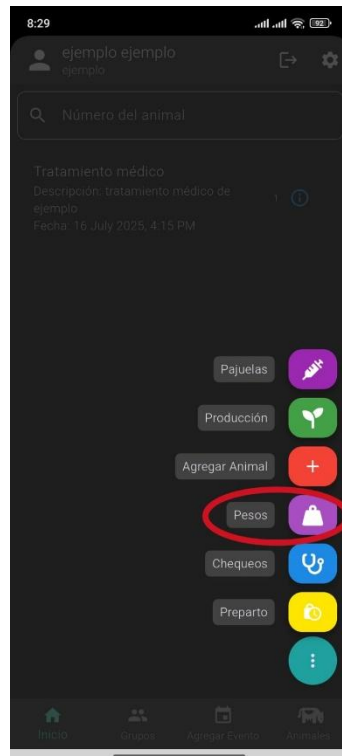 8:29
92
ejemplo ejemplo
ejemplo
Número del animal
Tratamiento médico
Descripción: tratamiento médico de
ejemplo
Fecha: 16 July 2025, 4:15 PM
Pajuelas
Producción
Agregar Animal
Pesos
Chequeos
Preparto
Inicio
Grupos
Agregar Evento
Animales